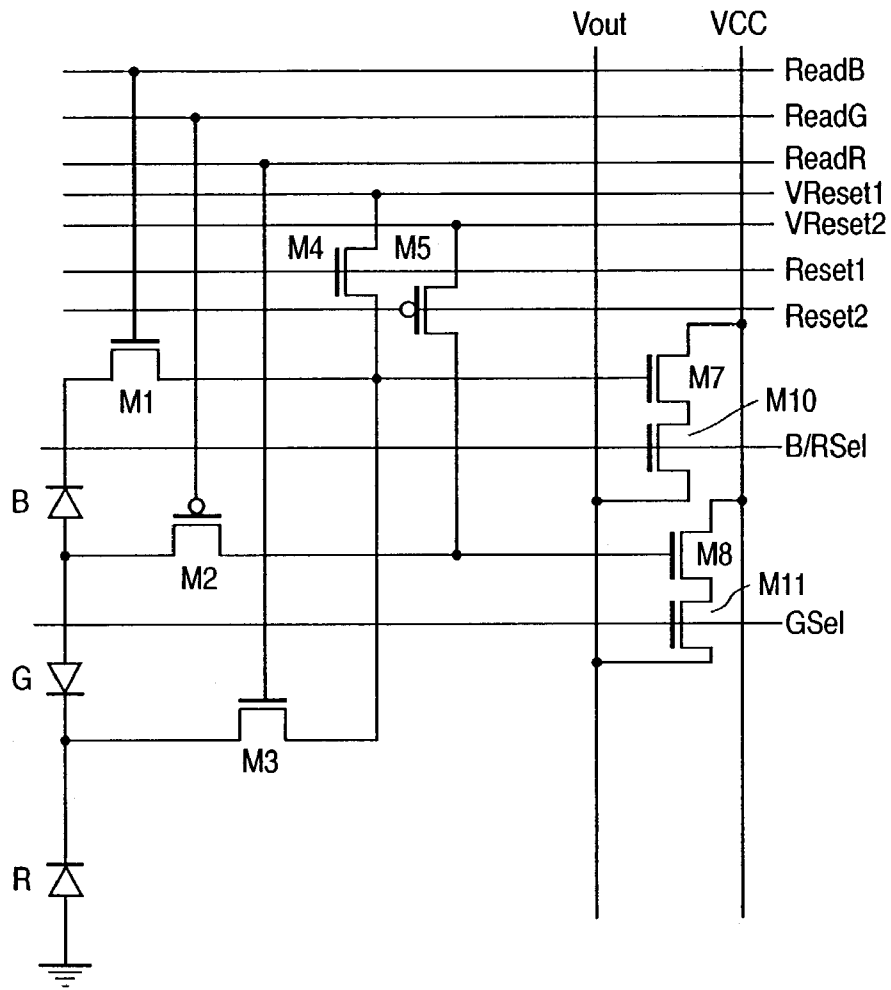 Vout VCC
ReadB
ReadG
ReadR
VReset1
VReset2
M4 M5
Reset1
Reset2
M1
M7
M10
B/RSel
B
M2
M8
M11
GSel
G
M3
R